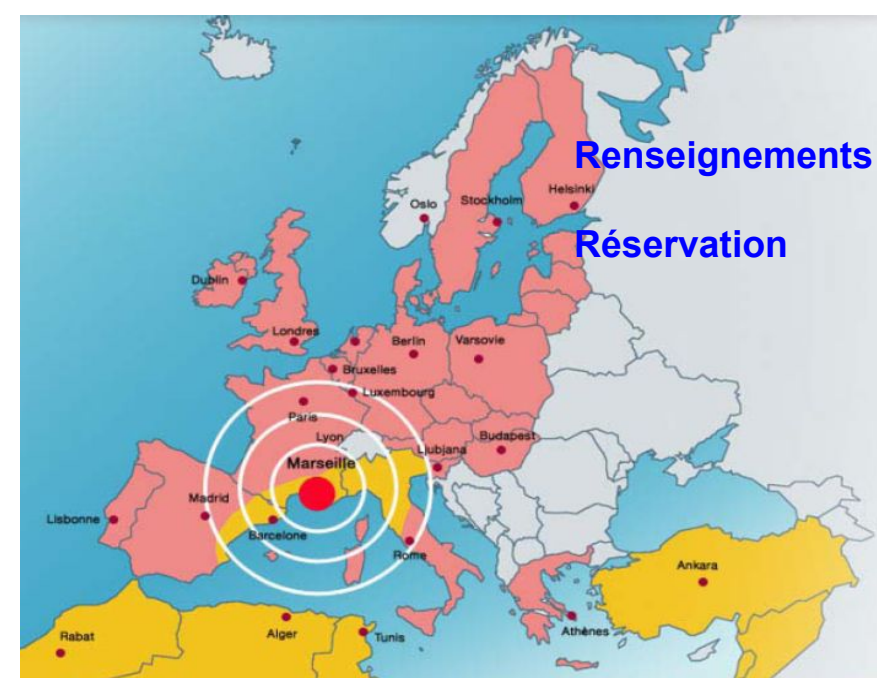 Renseignements
Helsinki
Stockholm
Oslo
Réservation
Dublin
Londres
Berlin
Varsovie
Bruxelles
Luxembourg
Paris
Lyon
Budapest
Ljubjana
Marseille
Madrid
Lisbonne
Barcelone
Rome
Ankara
Athènes
Rabat
Alger
Tunis